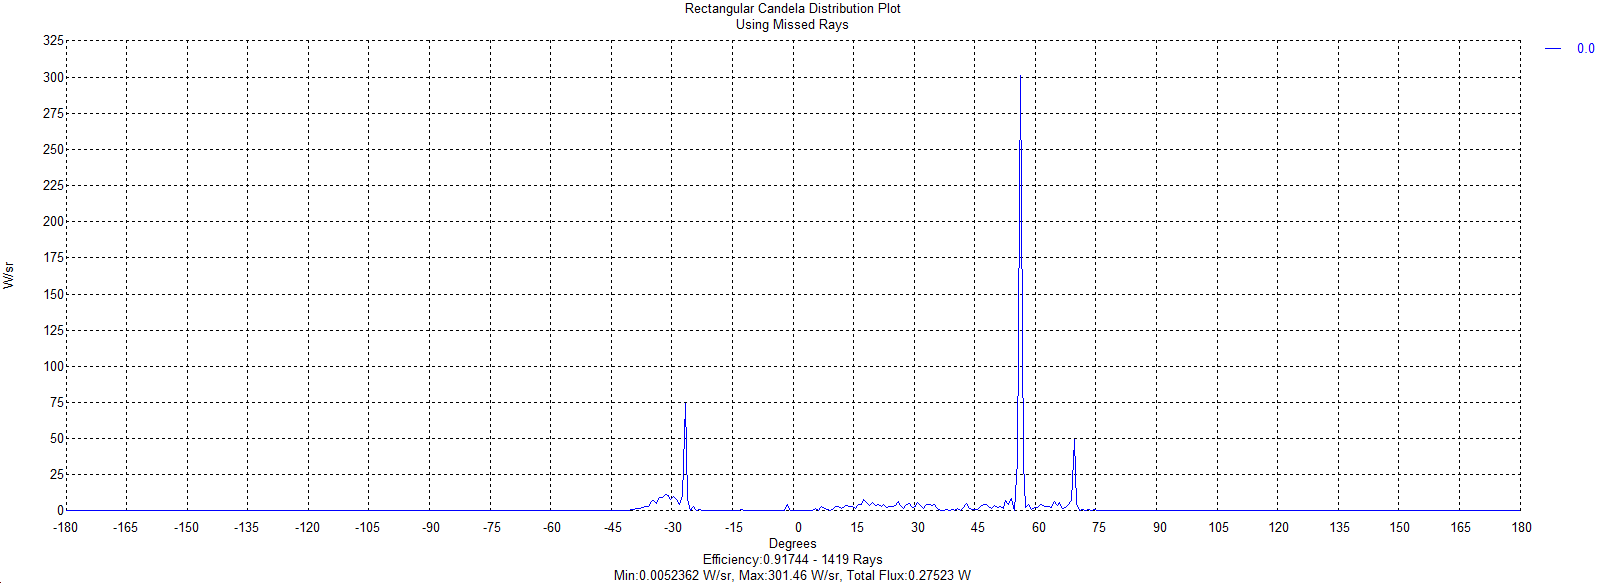 Rectangular Candela Distribution Plot
Using Missed Rays
325
300
275
250
225
200
175
150
125
100
75
50
25
0
W/sr
0.0
-180 -165 -150 -135 -120 -105 -90 -75 -60 -45 -30 -15 0 15 30 45 60 75 90 105 120 135 150 165 180
Degrees
Efficiency:0.91744 - 1419 Rays
Min:0.0052362 W/sr, Max:301.46 W/sr, Total Flux:0.27523 W